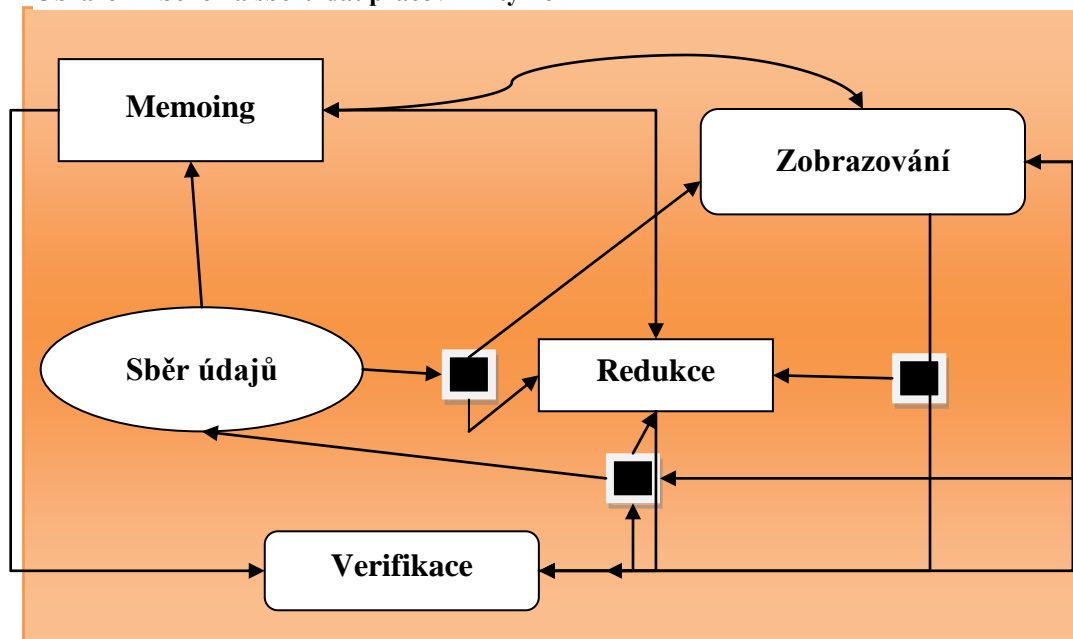 Memoing
Zobrazování
Sběr údajů
Redukce
Verifikace